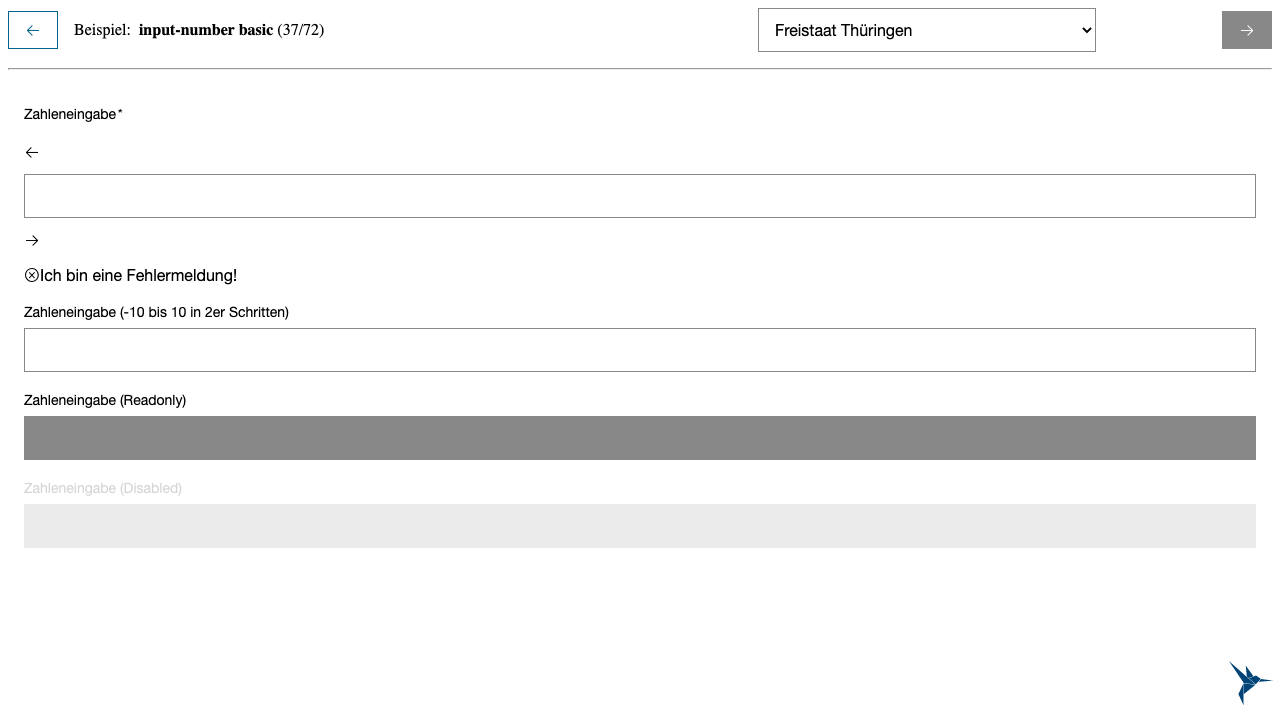 Beispiel: input-number basic (37/72)
Freistaat Thüringen
Zahleneingabe*
Ich bin eine Fehlermeldung!
Zahleneingabe (-10 bis 10 in 2er Schritten)
Zahleneingabe (Readonly)
Zahleneingabe (Disabled)